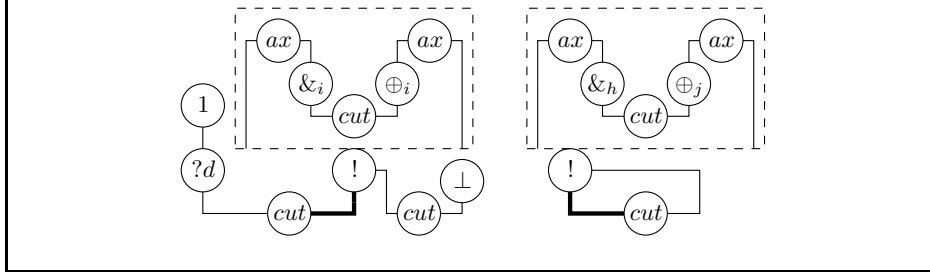 ax ax ax ax
&i ⊕i &h ⊕j
cut cut
1
?d ! ⊥ !
cut cut cut